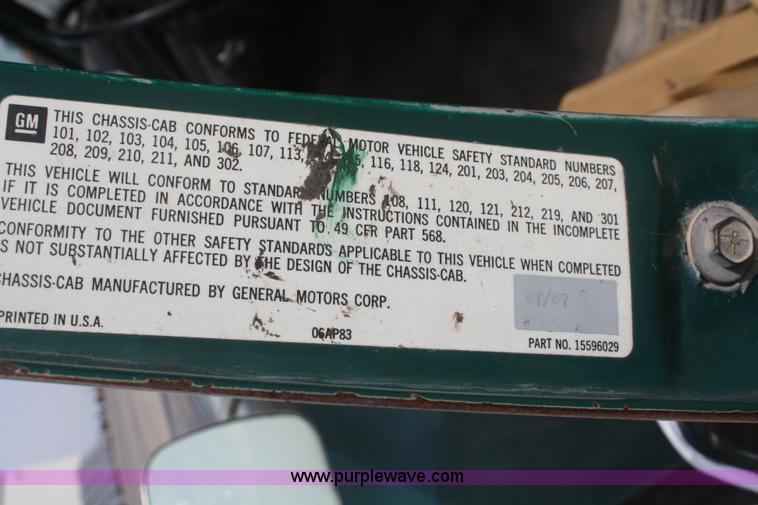 GM
THIS CHASSIS-CAB CONFORMS TO FEDERAL MOTOR VEHICLE SAFETY STANDARD NUMBERS
101, 102, 103, 104, 105, 106, 107, 113, 116, 118, 124, 201, 203, 204, 205, 206, 207,
208, 209, 210, 211, AND 302.
THIS VEHICLE WILL CONFORM TO STANDARD NUMBERS 108, 111, 120, 121, 212, 219, AND 301
IF IT IS COMPLETED IN ACCORDANCE WITH THE INSTRUCTIONS CONTAINED IN THE INCOMPLETE
VEHICLE DOCUMENT FURNISHED PURSUANT TO 49 CFR PART 568.
CONFORMITY TO THE OTHER SAFETY STANDARDS APPLICABLE TO THIS VEHICLE WHEN COMPLETED
IS NOT SUBSTANTIALLY AFFECTED BY THE DESIGN OF THE CHASSIS-CAB.
CHASSIS-CAB MANUFACTURED BY GENERAL MOTORS CORP.
PRINTED IN U.S.A.
06AP83
PART NO. 15596029
www.purplewave.com